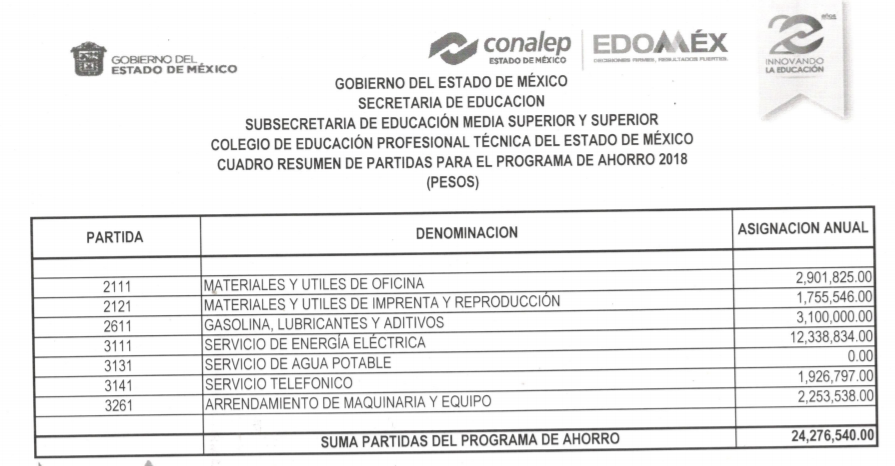 GOBIERNO DEL
ESTADO DE MÉXICO
conalep
ESTADO DE MÉXICO
EDOMÉX
DECISIONES FIRMES, RESULTADOS FUERTES.
20 años
INNOVANDO
LA EDUCACIÓN
GOBIERNO DEL ESTADO DE MÉXICO
SECRETARIA DE EDUCACION
SUBSECRETARIA DE EDUCACIÓN MEDIA SUPERIOR Y SUPERIOR
COLEGIO DE EDUCACIÓN PROFESIONAL TÉCNICA DEL ESTADO DE MÉXICO
CUADRO RESUMEN DE PARTIDAS PARA EL PROGRAMA DE AHORRO 2018
(PESOS)
PARTIDA DENOMINACION ASIGNACION ANUAL
2111 MATERIALES Y UTILES DE OFICINA 2,901,825.00
2121 MATERIALES Y UTILES DE IMPRENTA Y REPRODUCCIÓN 1,755,546.00
2611 GASOLINA, LUBRICANTES Y ADITIVOS 3,100,000.00
3111 SERVICIO DE ENERGÍA ELÉCTRICA 12,338,834.00
3131 SERVICIO DE AGUA POTABLE 0.00
3141 SERVICIO TELEFONICO 1,926,797.00
3261 ARRENDAMIENTO DE MAQUINARIA Y EQUIPO 2,253,538.00
SUMA PARTIDAS DEL PROGRAMA DE AHORRO 24,276,540.00